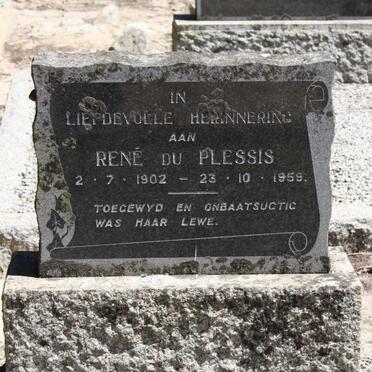 IN
LIEFDEVOLLE HERINNERING
AAN
RENÉ DU PLESSIS
2 · 7 · 1902 – 23 · 10 · 1959.
TOEGEWYD EN ONBAATSUGTIG
WAS HAAR LEWE.